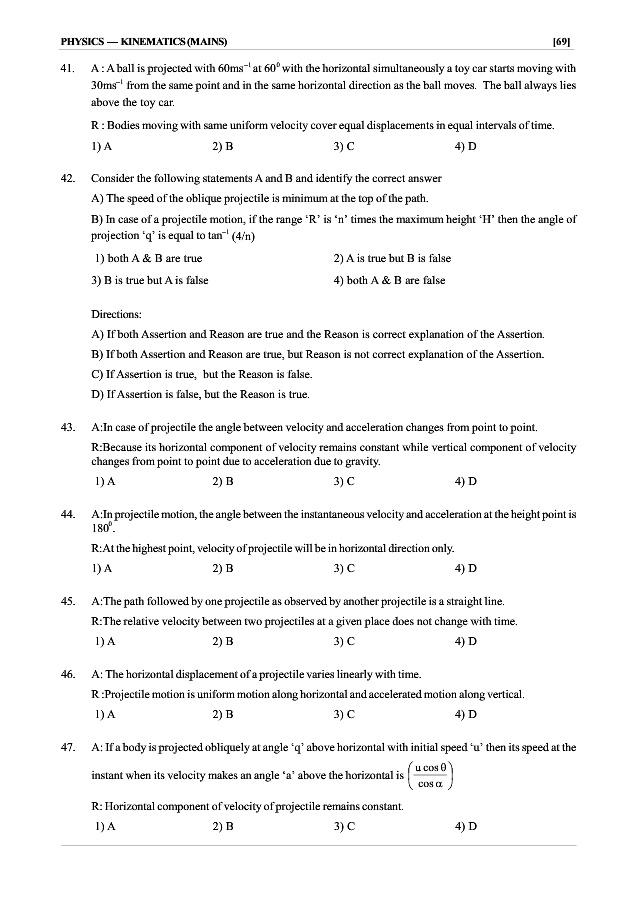 PHYSICS — KINEMATICS (MAINS) [69]
41. A : A ball is projected with 60ms⁻¹ at 60⁰ with the horizontal simultaneously a toy car starts moving with
30ms⁻¹ from the same point and in the same horizontal direction as the ball moves. The ball always lies
above the toy car.
R : Bodies moving with same uniform velocity cover equal displacements in equal intervals of time.
1) A 2) B 3) C 4) D
42. Consider the following statements A and B and identify the correct answer
A) The speed of the oblique projectile is minimum at the top of the path.
B) In case of a projectile motion, if the range ‘R’ is ‘n’ times the maximum height ‘H’ then the angle of
projection ‘q’ is equal to tan⁻¹ (4/n)
1) both A & B are true 2) A is true but B is false
3) B is true but A is false 4) both A & B are false
Directions:
A) If both Assertion and Reason are true and the Reason is correct explanation of the Assertion.
B) If both Assertion and Reason are true, but Reason is not correct explanation of the Assertion.
C) If Assertion is true, but the Reason is false.
D) If Assertion is false, but the Reason is true.
43. A:In case of projectile the angle between velocity and acceleration changes from point to point.
R:Because its horizontal component of velocity remains constant while vertical component of velocity
changes from point to point due to acceleration due to gravity.
1) A 2) B 3) C 4) D
44. A:In projectile motion, the angle between the instantaneous velocity and acceleration at the height point is
180⁰.
R:At the highest point, velocity of projectile will be in horizontal direction only.
1) A 2) B 3) C 4) D
45. A:The path followed by one projectile as observed by another projectile is a straight line.
R:The relative velocity between two projectiles at a given place does not change with time.
1) A 2) B 3) C 4) D
46. A: The horizontal displacement of a projectile varies linearly with time.
R :Projectile motion is uniform motion along horizontal and accelerated motion along vertical.
1) A 2) B 3) C 4) D
47. A: If a body is projected obliquely at angle ‘q’ above horizontal with initial speed ‘u’ then its speed at the
instant when its velocity makes an angle ‘a’ above the horizontal is (u cos θ / cos α)
R: Horizontal component of velocity of projectile remains constant.
1) A 2) B 3) C 4) D